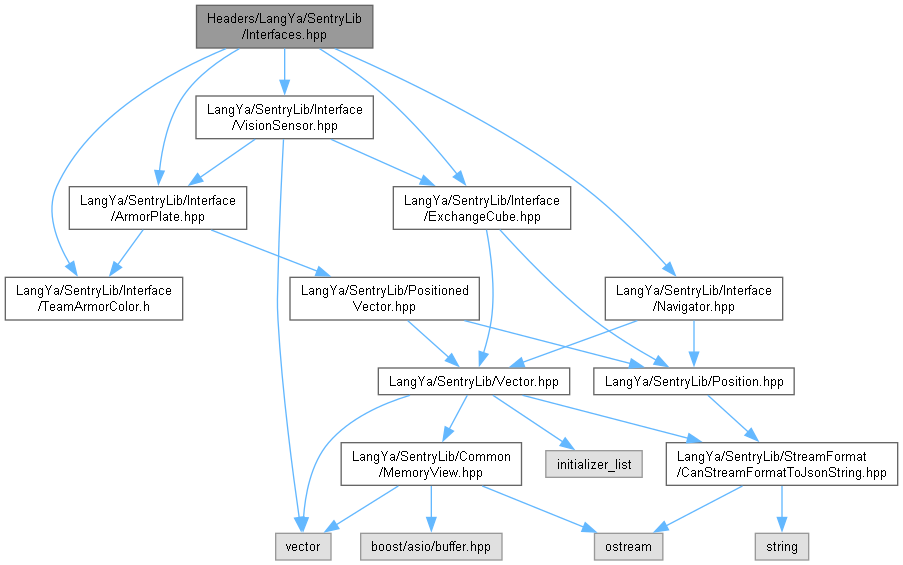 Headers/LangYa/SentryLib
/Interfaces.hpp
LangYa/SentryLib/Interface
/VisionSensor.hpp
LangYa/SentryLib/Interface
/ArmorPlate.hpp
LangYa/SentryLib/Interface
/ExchangeCube.hpp
LangYa/SentryLib/Interface
/TeamArmorColor.h
LangYa/SentryLib/Positioned
Vector.hpp
LangYa/SentryLib/Interface
/Navigator.hpp
LangYa/SentryLib/Vector.hpp
LangYa/SentryLib/Position.hpp
LangYa/SentryLib/Common
/MemoryView.hpp
initializer_list
LangYa/SentryLib/StreamFormat
/CanStreamFormatToJsonString.hpp
vector
boost/asio/buffer.hpp
ostream
string